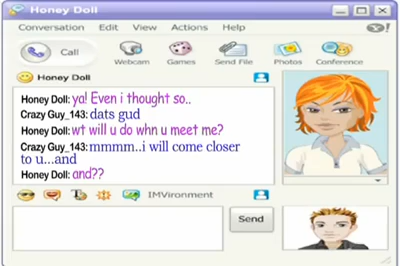 Honey Doll
Conversation Edit View Actions Help
Y!
Call
Webcam Games Send File Photos Conference
Honey Doll
Honey Doll: ya! Even i thought so..
Crazy Guy_143: dats gud
Honey Doll: wt will u do whn u meet me?
Crazy Guy_143: mmmm..i will come closer
to u...and
Honey Doll: and??
IMVironment
Send